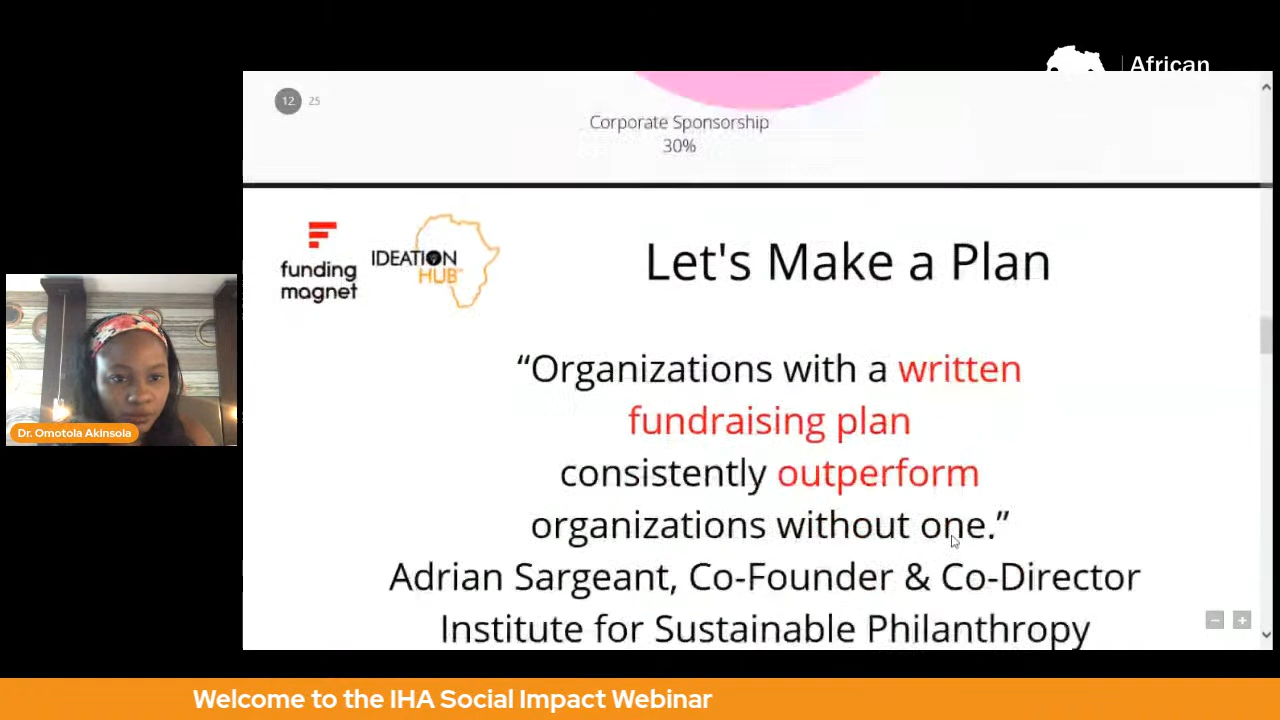 African
12 25
Corporate Sponsorship
30%
funding
magnet
IDEATION
HUB
Let's Make a Plan
“Organizations with a written
fundraising plan
consistently outperform
organizations without one.”
Adrian Sargeant, Co-Founder & Co-Director
Institute for Sustainable Philanthropy
Dr. Omotola Akinsola
Welcome to the IHA Social Impact Webinar